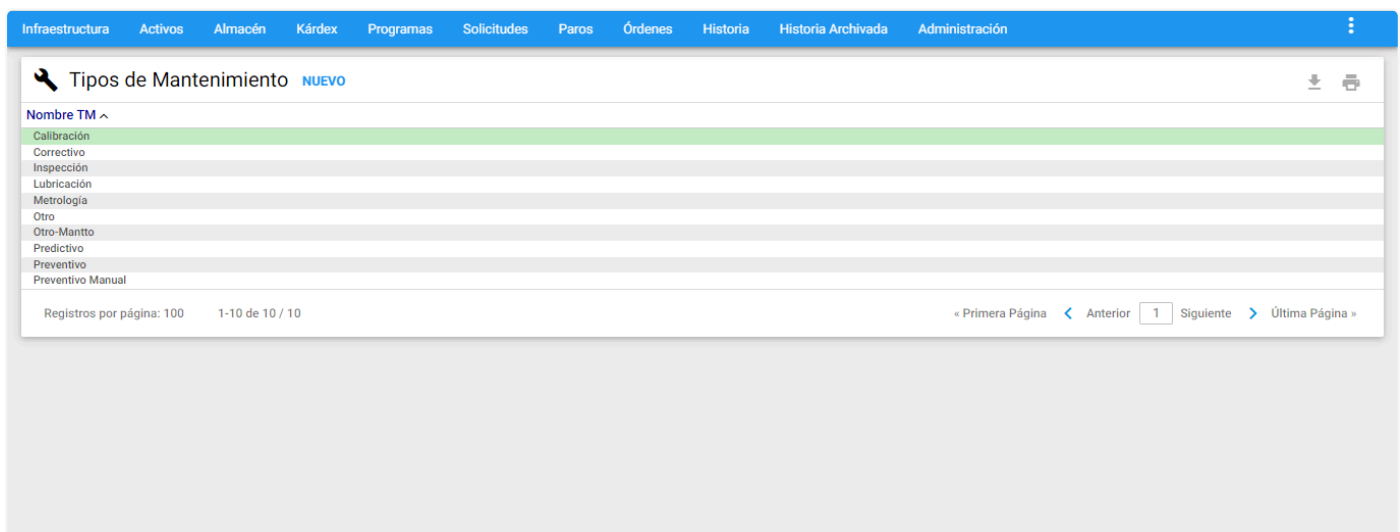 Infraestructura Activos Almacén Kárdex Programas Solicitudes Paros Órdenes Historia Historia Archivada Administración
Tipos de Mantenimiento NUEVO
Nombre TM
Calibración
Correctivo
Inspección
Lubricación
Metrología
Otro
Otro-Mantto
Predictivo
Preventivo
Preventivo Manual
Registros por página: 100 1-10 de 10 / 10 « Primera Página Anterior 1 Siguiente Última Página »